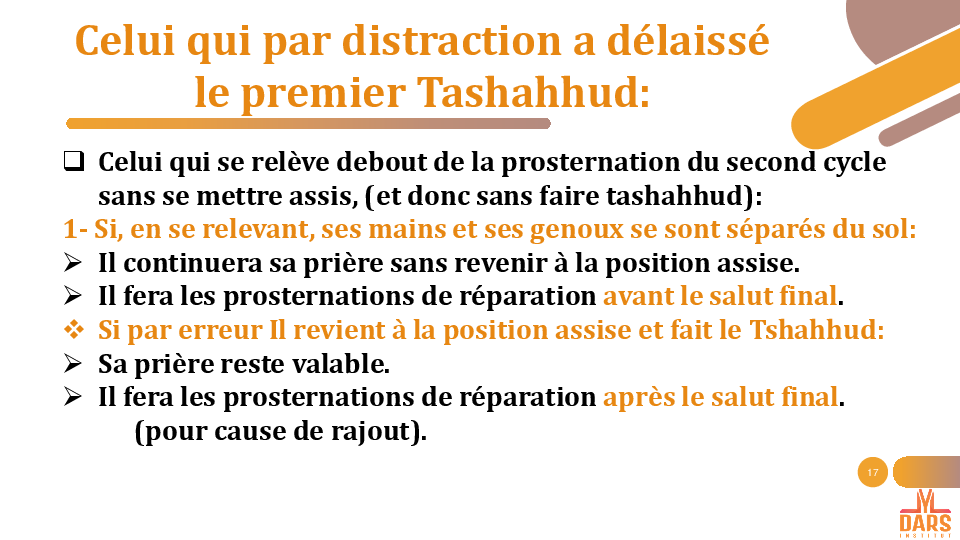 Celui qui par distraction a délaissé
le premier Tashahhud:
❑ Celui qui se relève debout de la prosternation du second cycle
sans se mettre assis, (et donc sans faire tashahhud):
1- Si, en se relevant, ses mains et ses genoux se sont séparés du sol:
➢ Il continuera sa prière sans revenir à la position assise.
➢ Il fera les prosternations de réparation avant le salut final.
❖ Si par erreur Il revient à la position assise et fait le Tshahhud:
➢ Sa prière reste valable.
➢ Il fera les prosternations de réparation après le salut final.
(pour cause de rajout).
17
DARS
INSTITUT